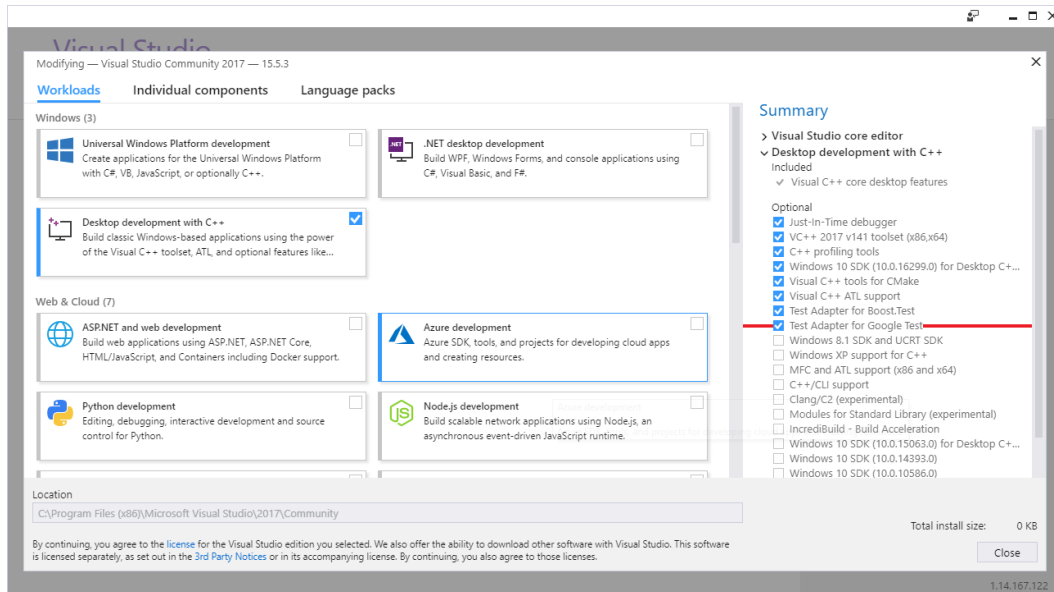 Visual Studio
Modifying — Visual Studio Community 2017 — 15.5.3
Workloads
Individual components
Language packs
Windows (3)
Universal Windows Platform development
Create applications for the Universal Windows Platform
with C#, VB, JavaScript, or optionally C++.
.NET desktop development
Build WPF, Windows Forms, and console applications using
C#, Visual Basic, and F#.
Desktop development with C++
Build classic Windows-based applications using the power
of the Visual C++ toolset, ATL, and optional features like...
Web & Cloud (7)
ASP.NET and web development
Build web applications using ASP.NET, ASP.NET Core,
HTML/JavaScript, and Containers including Docker support.
Azure development
Azure SDK, tools, and projects for developing cloud apps
and creating resources.
Python development
Editing, debugging, interactive development and source
control for Python.
Node.js development
Build scalable network applications using Node.js, an
asynchronous event-driven JavaScript runtime.
Summary
Visual Studio core editor
Desktop development with C++
Included
Visual C++ core desktop features
Optional
Just-In-Time debugger
VC++ 2017 v141 toolset (x86,x64)
C++ profiling tools
Windows 10 SDK (10.0.16299.0) for Desktop C+...
Visual C++ tools for CMake
Visual C++ ATL support
Test Adapter for Boost.Test
Test Adapter for Google Test
Windows 8.1 SDK and UCRT SDK
Windows XP support for C++
MFC and ATL support (x86 and x64)
C++/CLI support
Clang/C2 (experimental)
Modules for Standard Library (experimental)
IncrediBuild - Build Acceleration
Windows 10 SDK (10.0.15063.0) for Desktop C+...
Windows 10 SDK (10.0.14393.0)
Windows 10 SDK (10.0.10586.0)
Location
C:\Program Files (x86)\Microsoft Visual Studio\2017\Community
By continuing, you agree to the license for the Visual Studio edition you selected. We also offer the ability to download other software with Visual Studio. This software
is licensed separately, as set out in the 3rd Party Notices or in its accompanying license. By continuing, you also agree to those licenses.
Total install size: 0 KB
Close
1.14.167.122